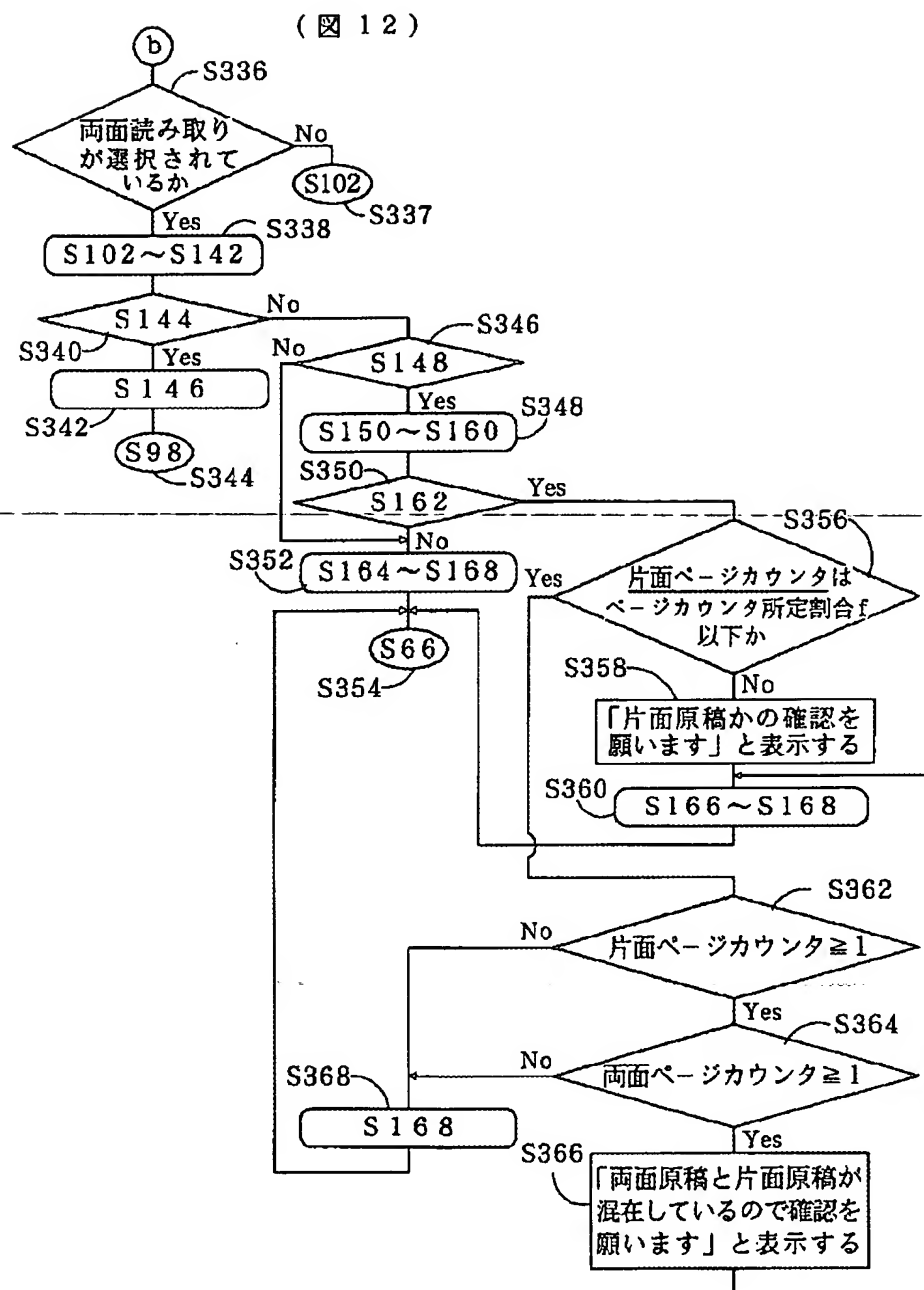 (図 12)
b
S336
両面読み取り
が選択されて
いるか
No
S102
S337
Yes
S338
S102～S142
S144
No
S340
Yes
S146
S342
S98
S344
S346
No
S148
Yes
S150～S160
S348
S350
S162
Yes
No
S352
S164～S168
S66
S354
S356
Yes
片面ページカウンタは
ページカウンタ所定割合f
以下か
S358
No
「片面原稿かの確認を
願います」と表示する
S360
S166～S168
S362
No
片面ページカウンタ≧1
Yes
S364
No
両面ページカウンタ≧1
S368
S168
Yes
S366
「両面原稿と片面原稿が
混在しているので確認を
願います」と表示する